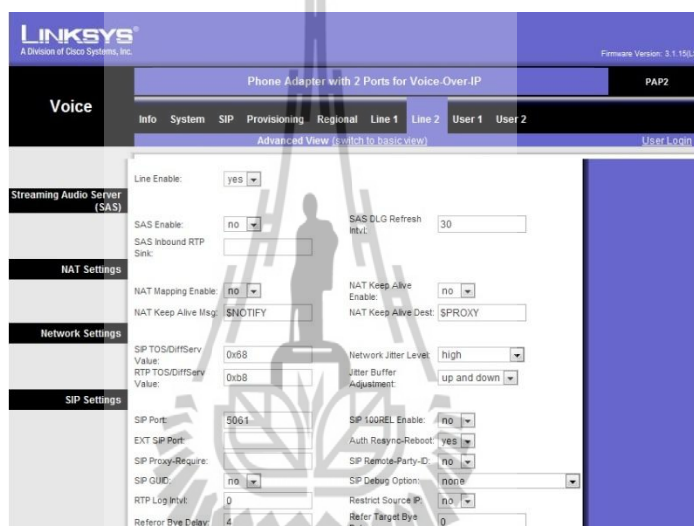 LINKSYS®
A Division of Cisco Systems, Inc.
Firmware Version: 3.1.15(LS
Phone Adapter with 2 Ports for Voice-Over-IP
PAP2
Voice
Info System SIP Provisioning Regional Line 1 Line 2 User 1 User 2
Advanced View (switch to basic view) User Login
Line Enable: yes
Streaming Audio Server (SAS)
SAS Enable: no SAS DLG Refresh Intvl: 30
SAS Inbound RTP Sink:
NAT Settings
NAT Mapping Enable: no NAT Keep Alive Enable: no
NAT Keep Alive Msg: $NOTIFY NAT Keep Alive Dest: $PROXY
Network Settings
SIP TOS/DiffServ Value: 0x68 Network Jitter Level: high
RTP TOS/DiffServ Value: 0xb8 Jitter Buffer Adjustment: up and down
SIP Settings
SIP Port: 5061 SIP 100REL Enable: no
EXT SIP Port: Auth Resync-Reboot: yes
SIP Proxy-Require: SIP Remote-Party-ID: no
SIP GUID: no SIP Debug Option: none
RTP Log Intvl: 0 Restrict Source IP: no
Referor Bye Delay: 4 Refer Target Bye 0